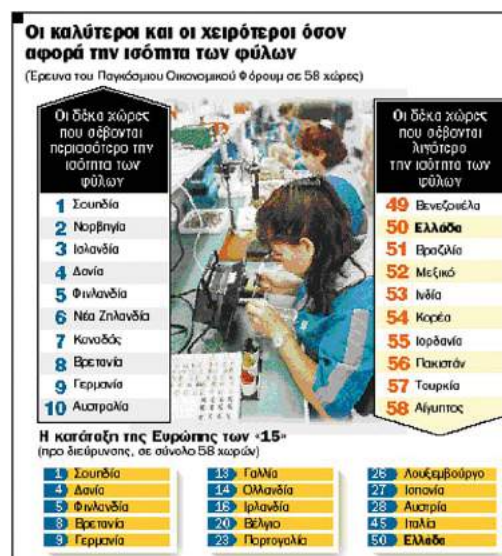 Οι καλύτεροι και οι χειρότεροι όσον
αφορά την ισότητα των φύλων
(Έρευνα του Παγκόσμιου Οικονομικού Φόρουμ σε 58 χώρες)
Οι δέκα χώρες
που σέβονται
περισσότερο την
ισότητα των
φύλων
1 Σουηδία
2 Νορβηγία
3 Ισλανδία
4 Δανία
5 Φινλανδία
6 Νέα Ζηλανδία
7 Καναδάς
8 Βρετανία
9 Γερμανία
10 Αυστραλία
Οι δέκα χώρες
που σέβονται
λιγότερο
την ισότητα των
φύλων
49 Βενεζουέλα
50 Ελλάδα
51 Βραζιλία
52 Μεξικό
53 Ινδία
54 Κορέα
55 Ιορδανία
56 Πακιστάν
57 Τουρκία
58 Αίγυπτος
Η κατάταξη της Ευρώπης των «15»
(προ διεύρυνσης, σε σύνολο 58 χωρών)
1 Σουηδία
4 Δανία
5 Φινλανδία
8 Βρετανία
9 Γερμανία
13 Γαλλία
14 Ολλανδία
16 Ιρλανδία
20 Βέλγιο
23 Πορτογαλία
26 Λουξεμβούργο
27 Ισπανία
28 Αυστρία
45 Ιταλία
50 Ελλάδα